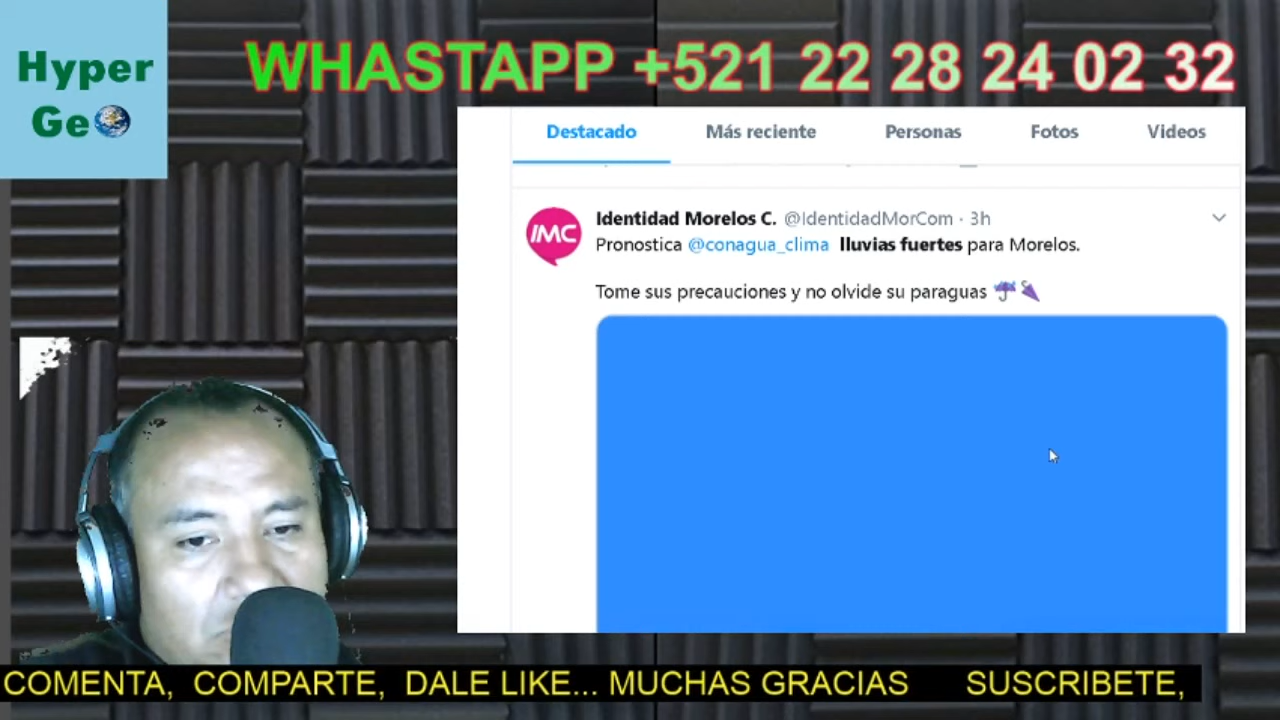 Hyper
Ge
WHASTAPP +521 22 28 24 02 32
Destacado Más reciente Personas Fotos Videos
IMC
Identidad Morelos C. @IdentidadMorCom · 3h
Pronostica @conagua_clima lluvias fuertes para Morelos.
Tome sus precauciones y no olvide su paraguas
COMENTA, COMPARTE, DALE LIKE... MUCHAS GRACIAS SUSCRIBETE,